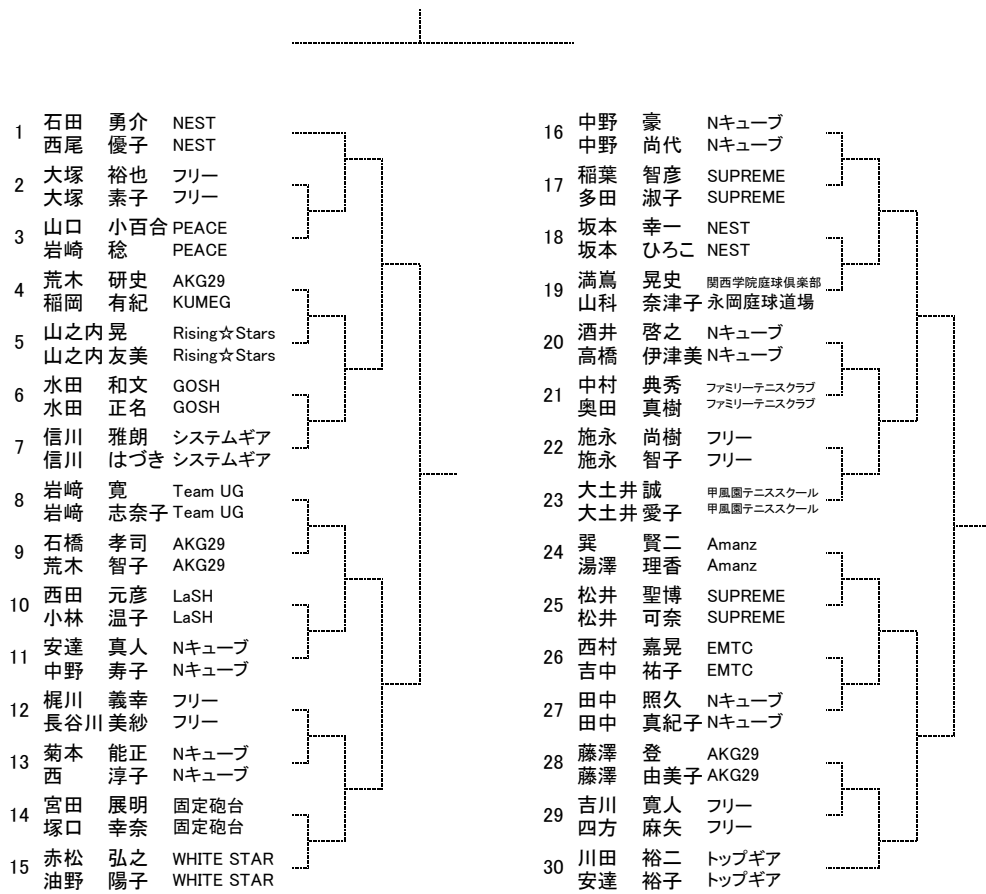 1 石田 勇介 NEST
西尾 優子 NEST
2 大塚 裕也 フリー
大塚 素子 フリー
3 山口 小百合 PEACE
岩崎 稔 PEACE
4 荒木 研史 AKG29
稲岡 有紀 KUMEG
5 山之内 晃 Rising☆Stars
山之内 友美 Rising☆Stars
6 水田 和文 GOSH
水田 正名 GOSH
7 信川 雅朗 システムギア
信川 はづき システムギア
8 岩﨑 寛 Team UG
岩﨑 志奈子 Team UG
9 石橋 孝司 AKG29
荒木 智子 AKG29
10 西田 元彦 LaSH
小林 温子 LaSH
11 安達 真人 Nキューブ
中野 寿子 Nキューブ
12 梶川 義幸 フリー
長谷川 美紗 フリー
13 菊本 能正 Nキューブ
西 淳子 Nキューブ
14 宮田 展明 固定砲台
塚口 幸奈 固定砲台
15 赤松 弘之 WHITE STAR
油野 陽子 WHITE STAR
16 中野 豪 Nキューブ
中野 尚代 Nキューブ
17 稲葉 智彦 SUPREME
多田 淑子 SUPREME
18 坂本 幸一 NEST
坂本 ひろこ NEST
19 満嶌 晃史 関西学院庭球倶楽部
山科 奈津子 永岡庭球道場
20 酒井 啓之 Nキューブ
高橋 伊津美 Nキューブ
21 中村 典秀 ファミリーテニスクラブ
奥田 真樹 ファミリーテニスクラブ
22 施永 尚樹 フリー
施永 智子 フリー
23 大土井 誠 甲風園テニススクール
大土井 愛子 甲風園テニススクール
24 巽 賢二 Amanz
湯澤 理香 Amanz
25 松井 聖博 SUPREME
松井 可奈 SUPREME
26 西村 嘉晃 EMTC
吉中 祐子 EMTC
27 田中 照久 Nキューブ
田中 真紀子 Nキューブ
28 藤澤 登 AKG29
藤澤 由美子 AKG29
29 吉川 寛人 フリー
四方 麻矢 フリー
30 川田 裕二 トップギア
安達 裕子 トップギア